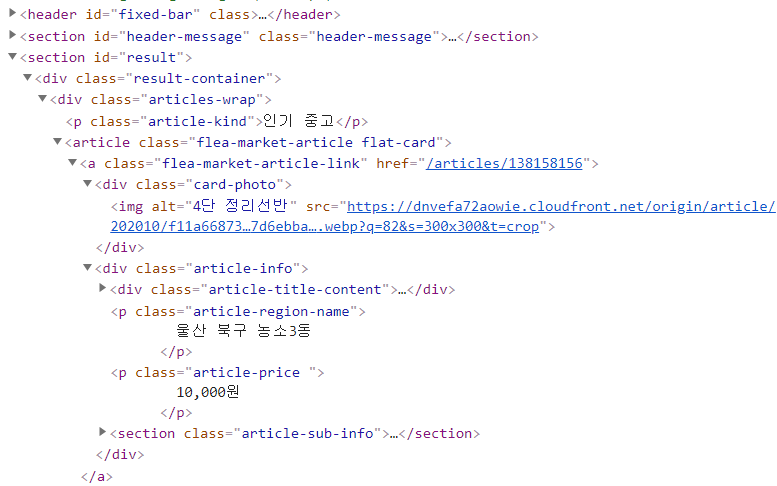 <header id="fixed-bar" class>…</header>
<section id="header-message" class="header-message">…</section>
<section id="result">
<div class="result-container">
<div class="articles-wrap">
<p class="article-kind">인기 중고</p>
<article class="flea-market-article flat-card">
<a class="flea-market-article-link" href="/articles/138158156">
<div class="card-photo">
<img alt="4단 정리선반" src="https://dnvefa72aowie.cloudfront.net/origin/article/
202010/f11a66873…7d6ebba….webp?q=82&s=300x300&t=crop">
</div>
<div class="article-info">
<div class="article-title-content">…</div>
<p class="article-region-name">
울산 북구 농소3동
</p>
<p class="article-price ">
10,000원
</p>
<section class="article-sub-info">…</section>
</div>
</a>